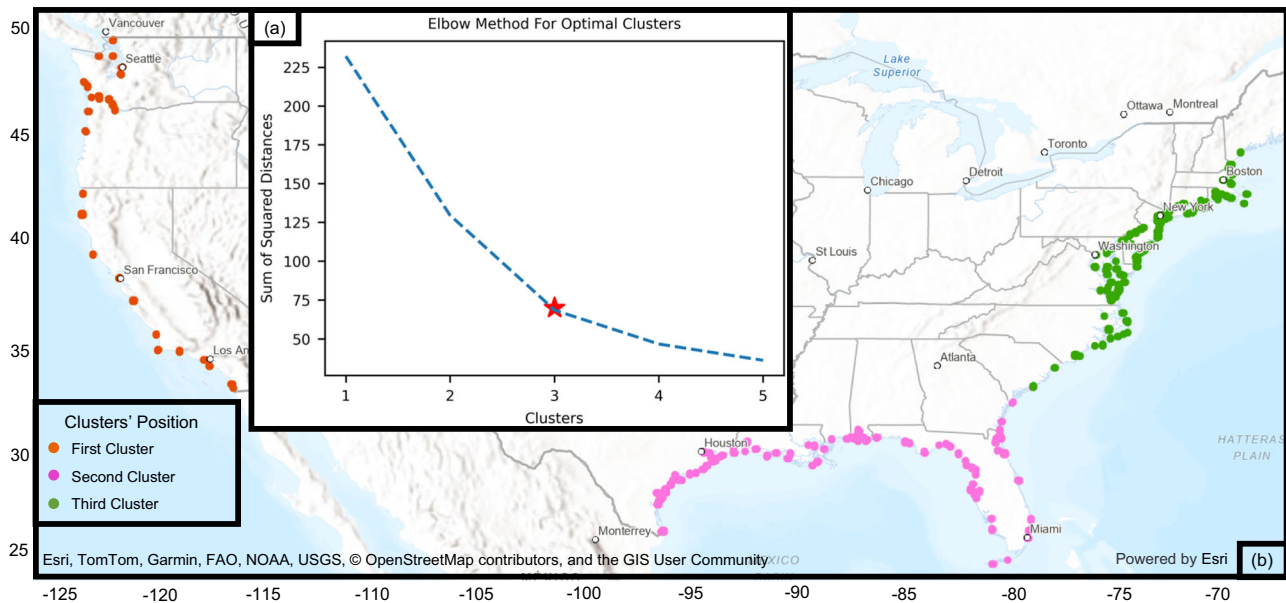 50
45
40
35
30
25
Vancouver
Seattle
San Francisco
Los An
(a)
Elbow Method For Optimal Clusters
Sum of Squared Distances
225
200
175
150
125
100
75
50
1 2 3 4 5
Clusters
Lake
Superior
Ottawa
Montreal
Toronto
Boston
Detroit
Chicago
New York
Washington
St Louis
Atlanta
Houston
HATTERAS
PLAIN
Miami
Monterrey
Clusters' Position
First Cluster
Second Cluster
Third Cluster
Esri, TomTom, Garmin, FAO, NOAA, USGS, © OpenStreetMap contributors, and the GIS User Community
Powered by Esri
(b)
-125 -120 -115 -110 -105 -100 -95 -90 -85 -80 -75 -70